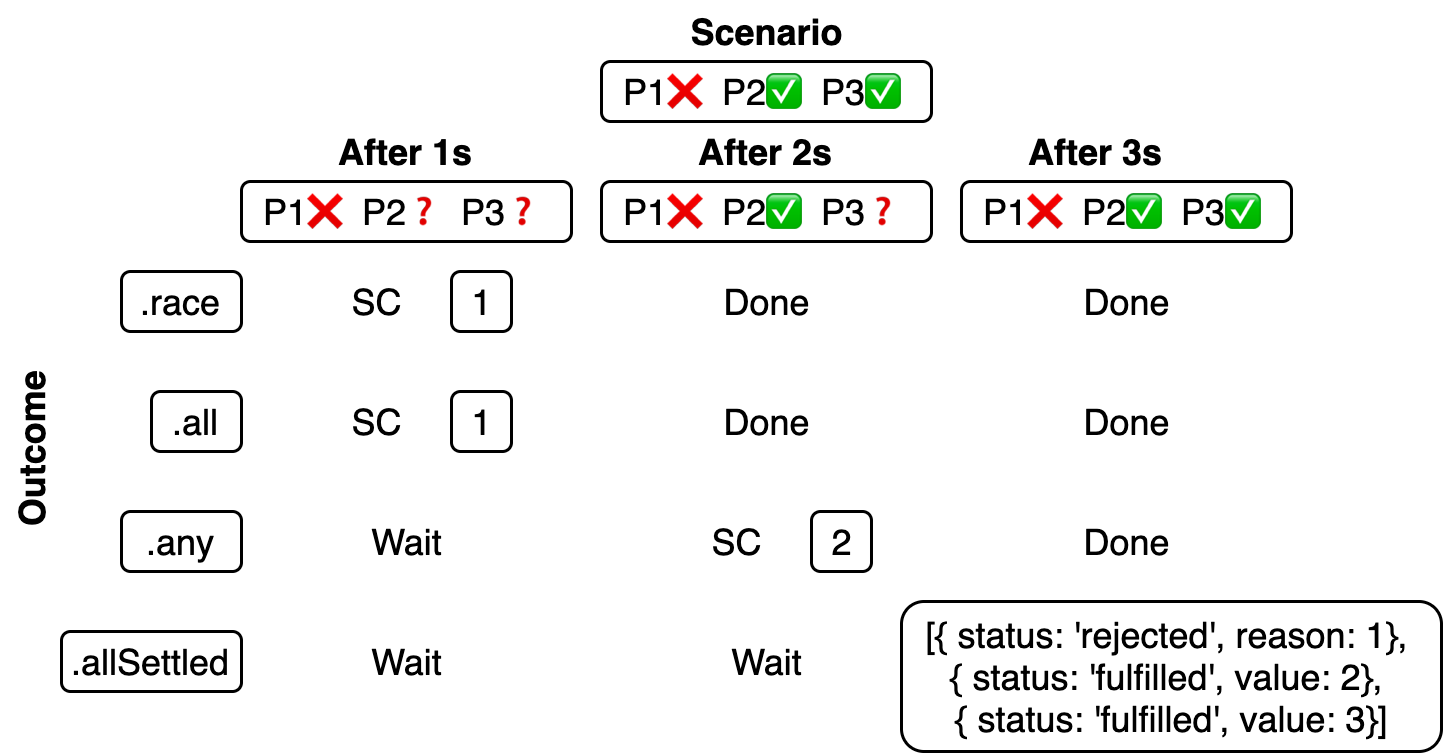 Scenario
P1❌ P2✅ P3✅
After 1s After 2s After 3s
P1❌ P2❓ P3❓ P1❌ P2✅ P3❓ P1❌ P2✅ P3✅
Outcome
.race SC 1 Done Done
.all SC 1 Done Done
.any Wait SC 2 Done
.allSettled Wait Wait
[{ status: 'rejected', reason: 1},
{ status: 'fulfilled', value: 2},
{ status: 'fulfilled', value: 3}]